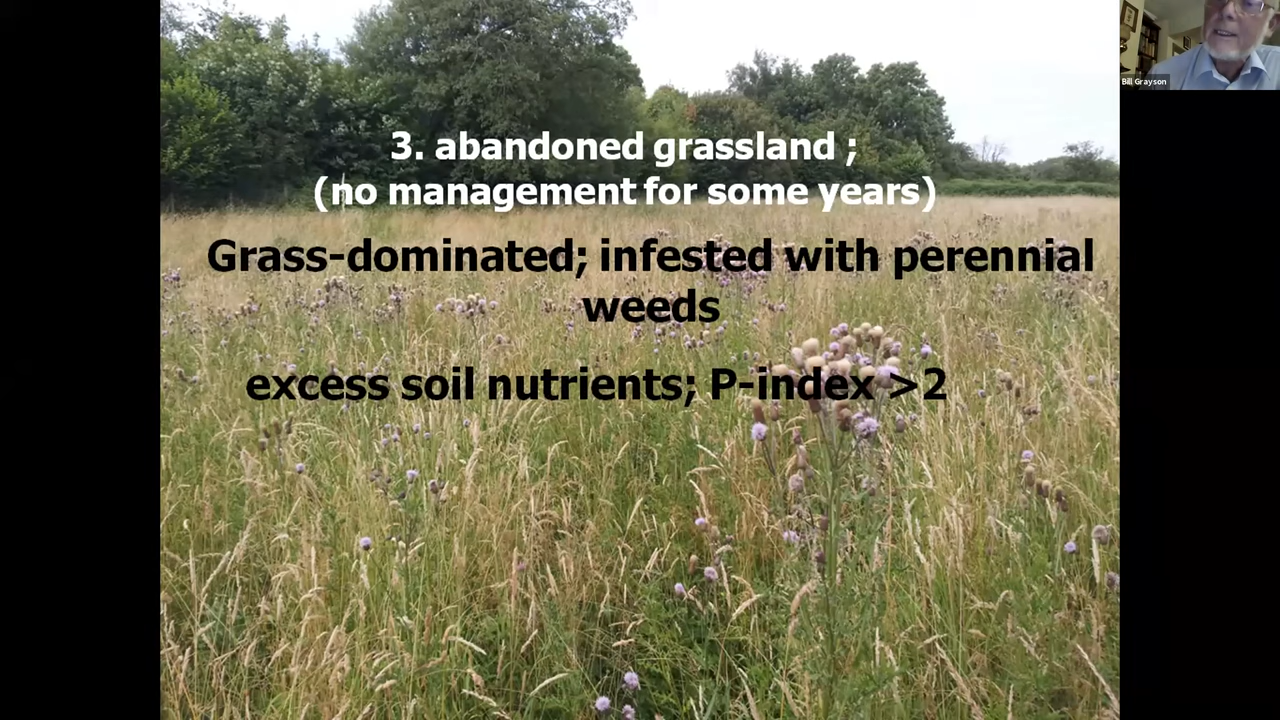 Bill Grayson
3. abandoned grassland ;
(no management for some years)
Grass-dominated; infested with perennial
weeds
excess soil nutrients; P-index >2